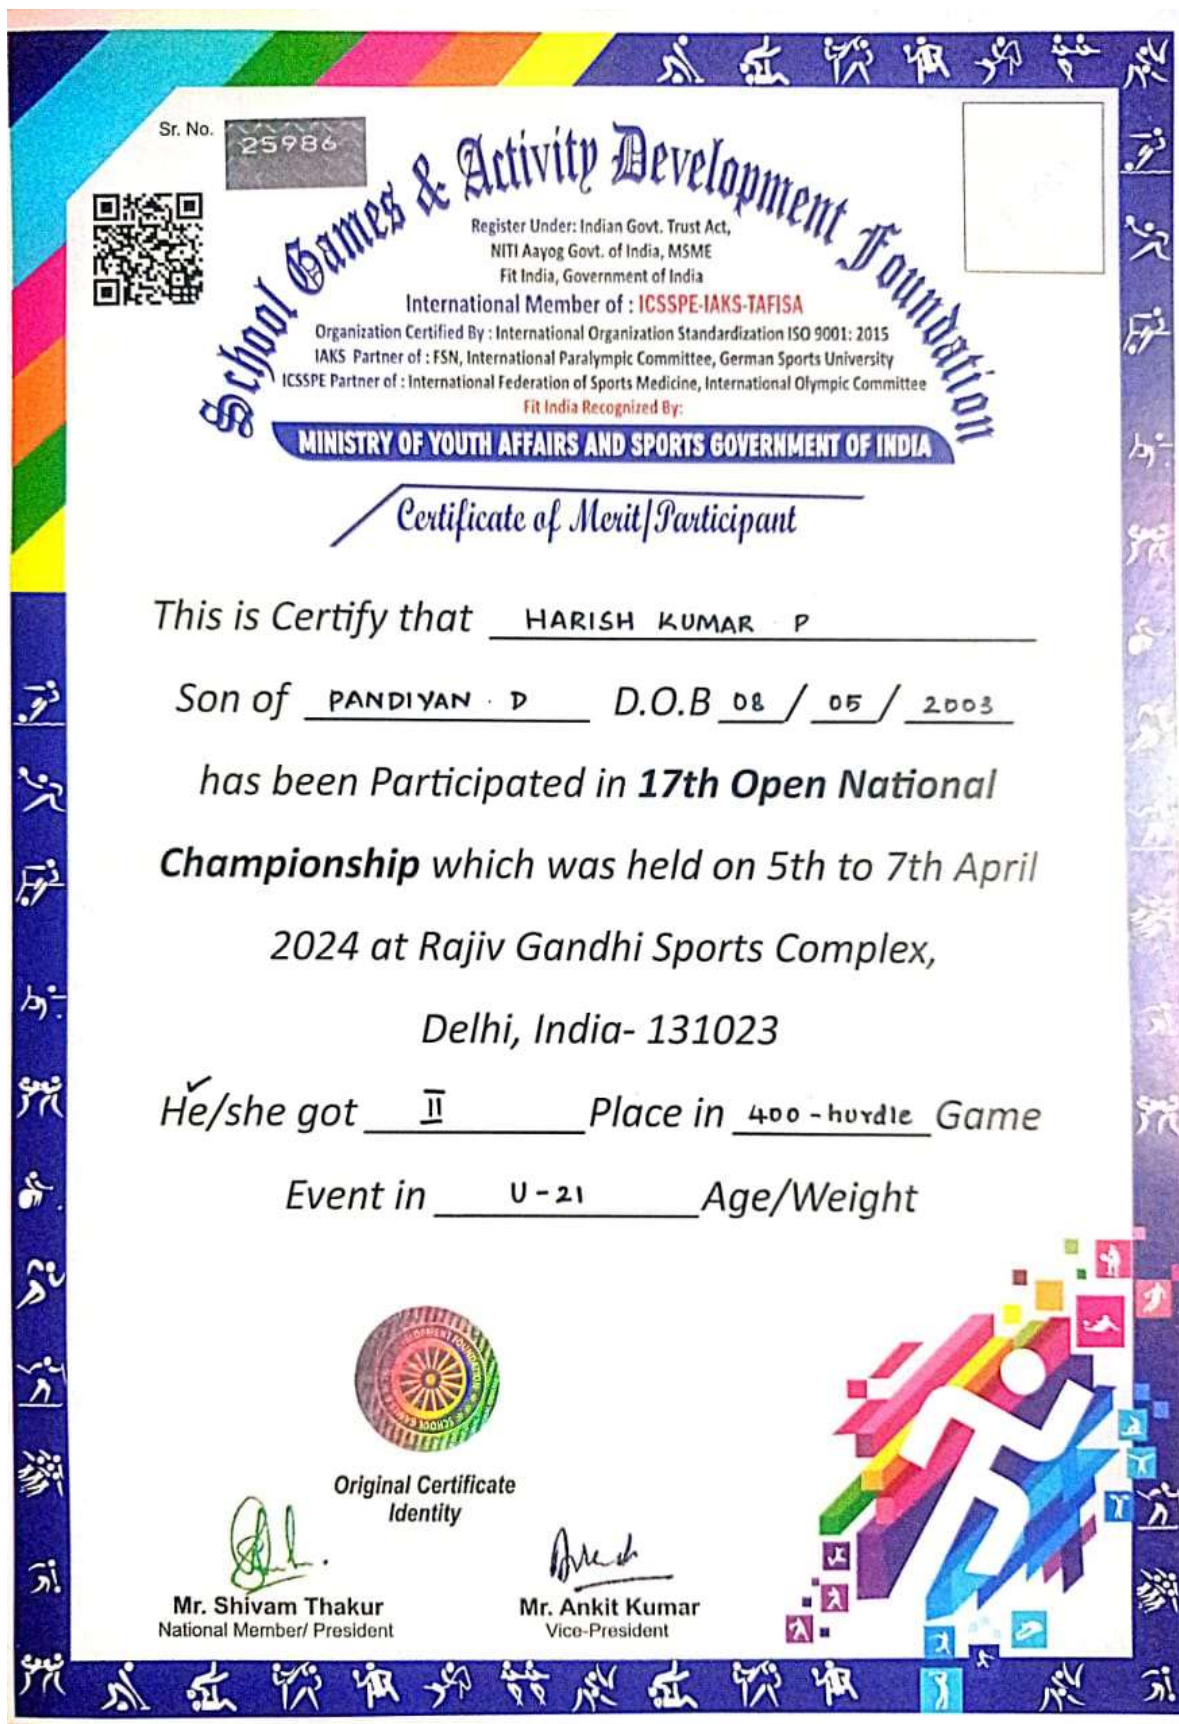 Sr. No.
25986
School Games & Activity Development Foundation
Register Under: Indian Govt. Trust Act,
NITI Aayog Govt. of India, MSME
Fit India, Government of India
International Member of : ICSSPE-IAKS-TAFISA
Organization Certified By : International Organization Standardization ISO 9001: 2015
IAKS Partner of : FSN, International Paralympic Committee, German Sports University
ICSSPE Partner of : International Federation of Sports Medicine, International Olympic Committee
Fit India Recognized By:
MINISTRY OF YOUTH AFFAIRS AND SPORTS GOVERNMENT OF INDIA
Certificate of Merit/Participant
This is Certify that HARISH KUMAR P
Son of PANDIYAN . D D.O.B 08 / 05 / 2003
has been Participated in 17th Open National
Championship which was held on 5th to 7th April
2024 at Rajiv Gandhi Sports Complex,
Delhi, India- 131023
He/she got II Place in 400 - hurdle Game
Event in U - 21 Age/Weight
Original Certificate
Identity
Mr. Shivam Thakur
National Member/ President
Mr. Ankit Kumar
Vice-President